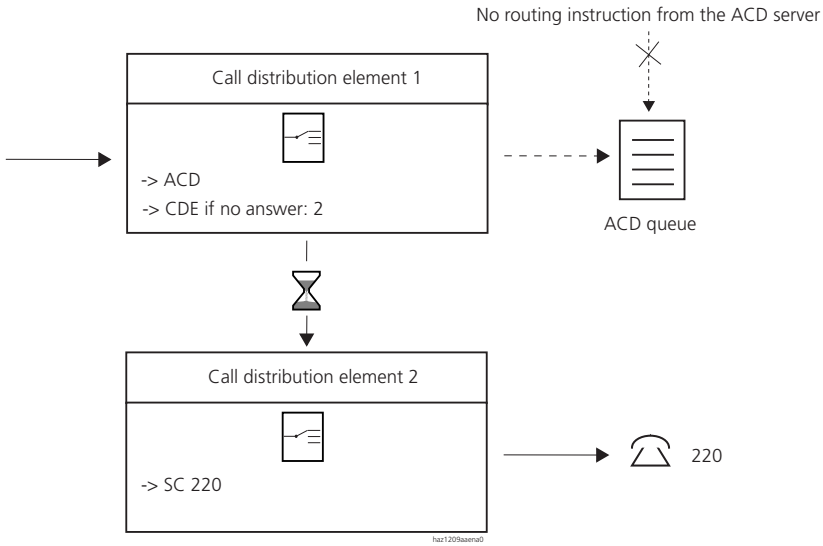 No routing instruction from the ACD server
Call distribution element 1
-> ACD
-> CDE if no answer: 2
ACD queue
Call distribution element 2
-> SC 220
220
haz1209aaena0